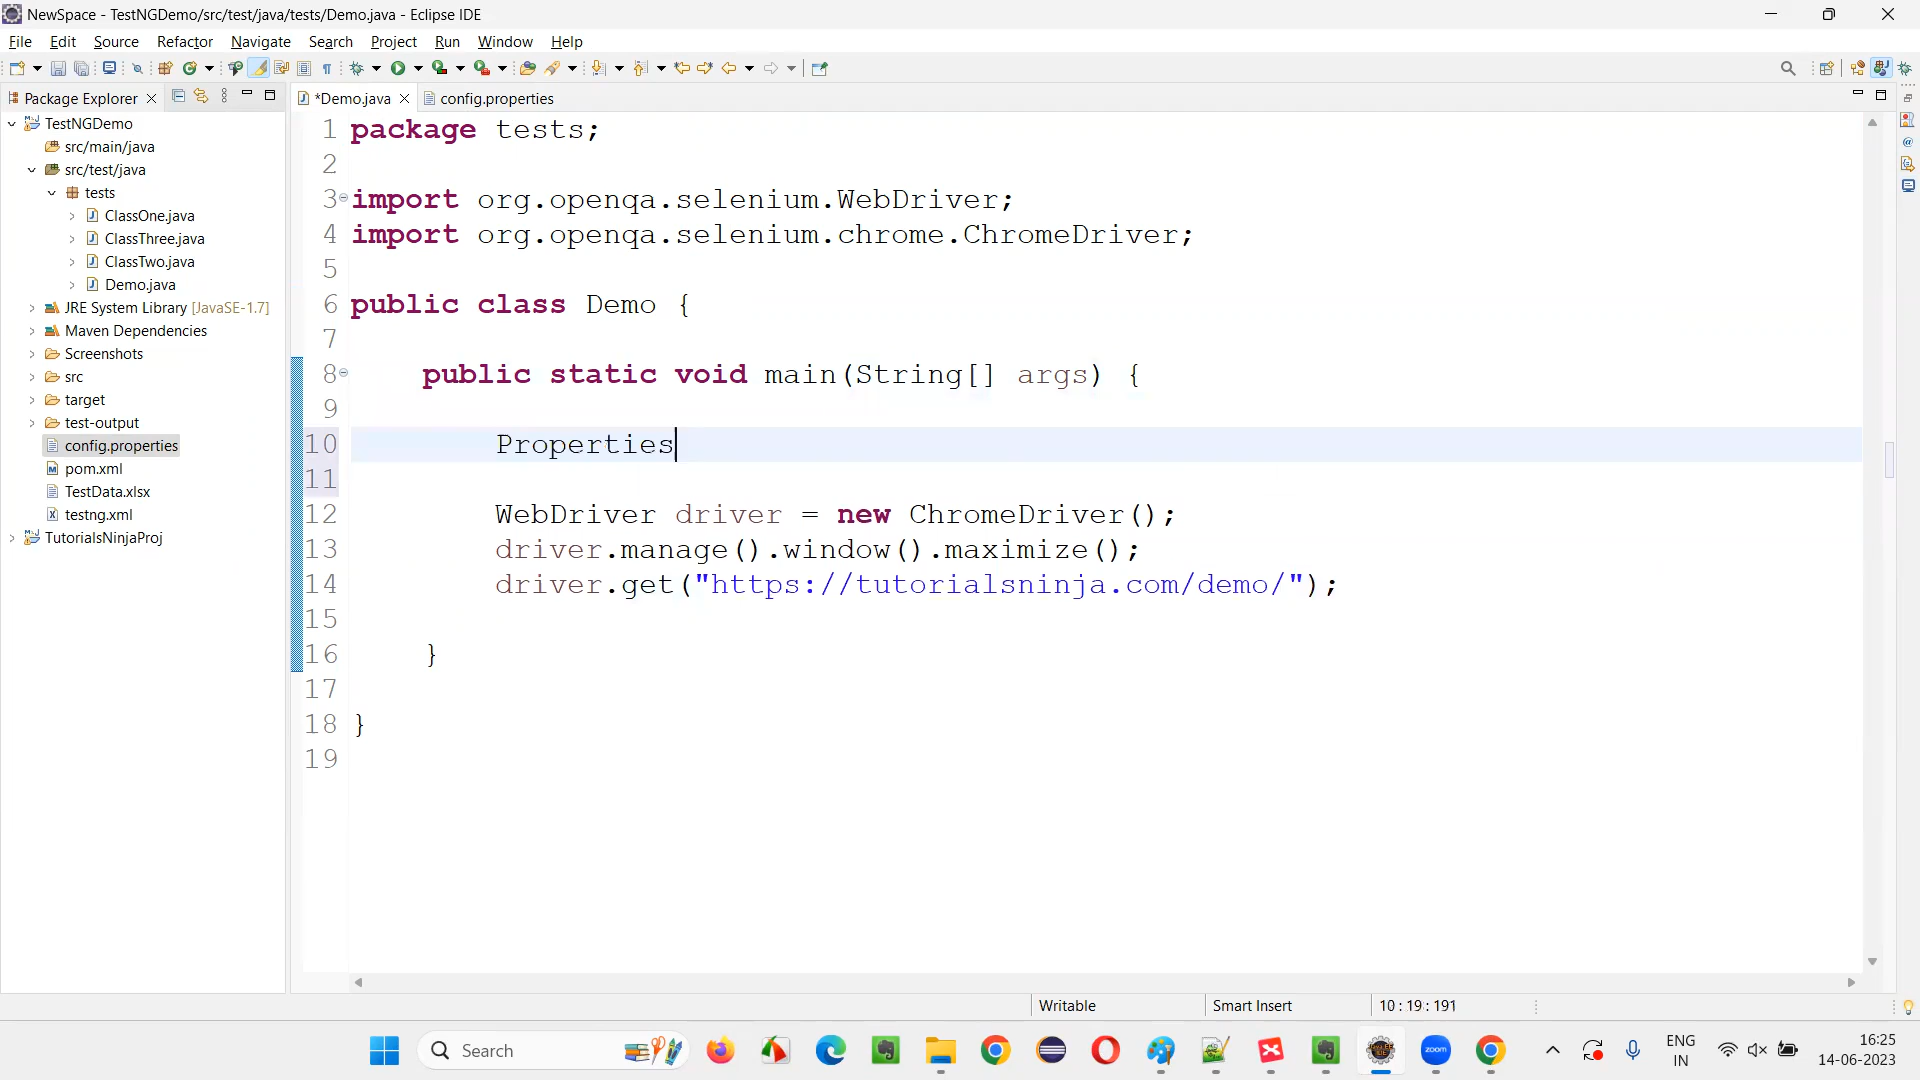 NewSpace - TestNGDemo/src/test/java/tests/Demo.java - Eclipse IDE
File Edit Source Refactor Navigate Search Project Run Window Help
Package Explorer
*Demo.java config.properties
TestNGDemo
src/main/java
src/test/java
tests
ClassOne.java
ClassThree.java
ClassTwo.java
Demo.java
JRE System Library [JavaSE-1.7]
Maven Dependencies
Screenshots
src
target
test-output
config.properties
pom.xml
TestData.xlsx
testng.xml
TutorialsNinjaProj
1 package tests;
2
3 import org.openqa.selenium.WebDriver;
4 import org.openqa.selenium.chrome.ChromeDriver;
5
6 public class Demo {
7
8 public static void main(String[] args) {
9
10 Properties
11
12 WebDriver driver = new ChromeDriver();
13 driver.manage().window().maximize();
14 driver.get("https://tutorialsninja.com/demo/");
15
16 }
17
18 }
19
Writable Smart Insert 10 : 19 : 191
Search
zoom
ENG
IN
16:25
14-06-2023